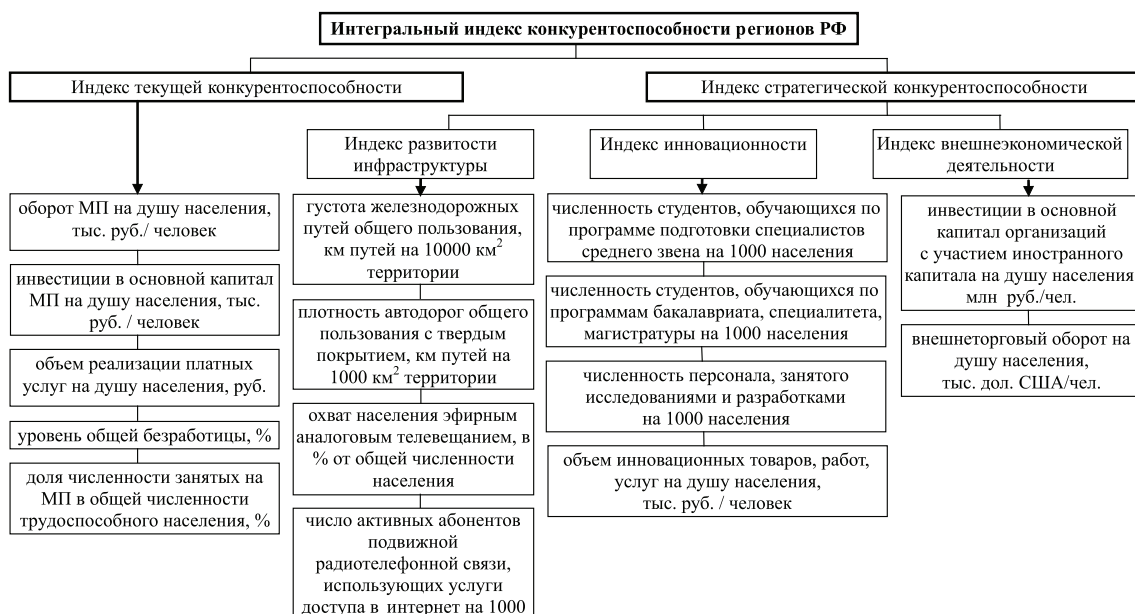 Интегральный индекс конкурентоспособности регионов РФ
Индекс текущей конкурентоспособности
Индекс стратегической конкурентоспособности
Индекс развитости
инфраструктуры
Индекс инновационности
Индекс внешнеэкономической
деятельности
оборот МП на душу населения,
тыс. руб./ человек
инвестиции в основной капитал
МП на душу населения, тыс.
руб. / человек
объем реализации платных
услуг на душу населения, руб.
уровень общей безработицы, %
доля численности занятых на
МП в общей численности
трудоспособного населения, %
густота железнодорожных
путей общего пользования,
км путей на 10000 км²
территории
плотность автодорог общего
пользования с твердым
покрытием, км путей на
1000 км² территории
охват населения эфирным
аналоговым телевещанием, в
% от общей численности
населения
число активных абонентов
подвижной
радиотелефонной связи,
использующих услуги
доступа в интернет на 1000
численность студентов, обучающихся по
программе подготовки специалистов
среднего звена на 1000 населения
численность студентов, обучающихся по
программам бакалавриата, специалитета,
магистратуры на 1000 населения
численность персонала, занятого
исследованиями и разработками
на 1000 населения
объем инновационных товаров, работ,
услуг на душу населения,
тыс. руб. / человек
инвестиции в основной
капитал организаций
с участием иностранного
капитала на душу населения
млн руб./чел.
внешнеторговый оборот на
душу населения,
тыс. дол. США/чел.